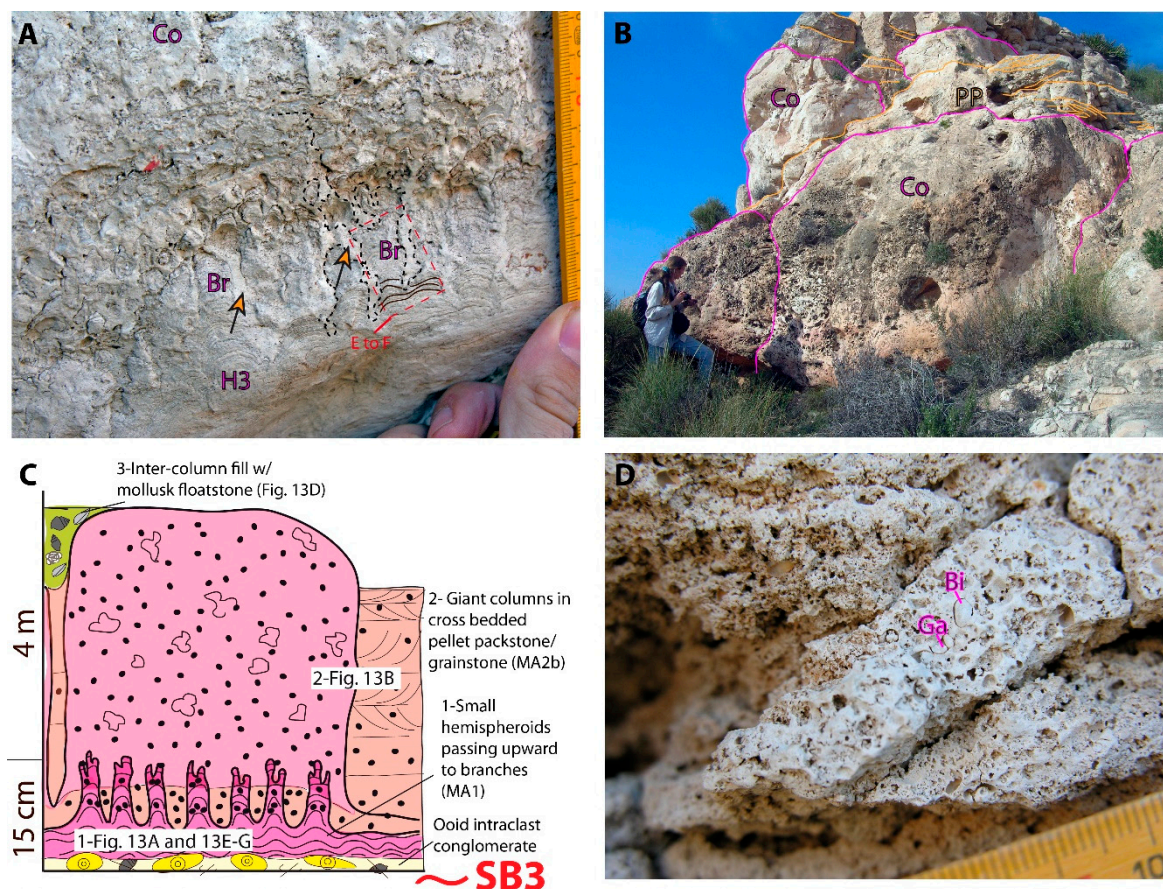 A
Co
Br
Br
E to F
H3
B
Co
PP
Co
C
3-Inter-column fill w/
mollusk floatstone (Fig. 13D)
4 m
15 cm
2- Giant columns in
cross bedded
pellet packstone/
grainstone (MA2b)
2-Fig. 13B
1-Small
hemispheroids
passing upward
to branches
(MA1)
1-Fig. 13A and 13E-G
Ooid intraclast
conglomerate
SB3
D
Bi
Ga
10